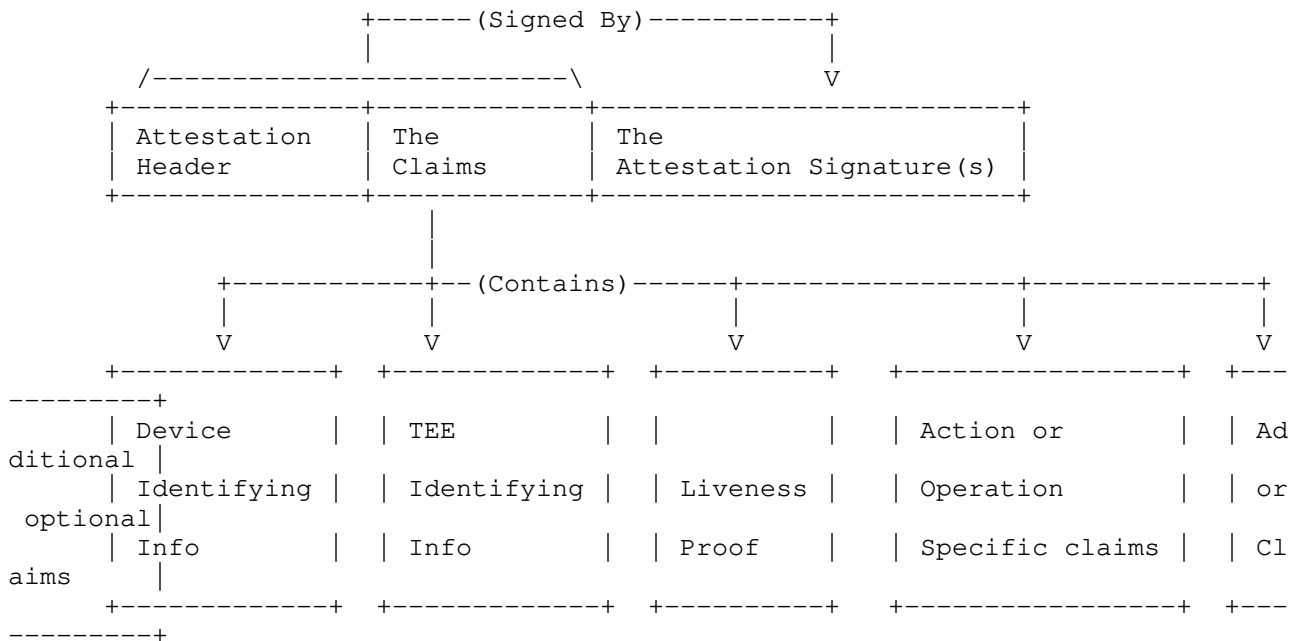 +------(Signed By)-----------+
|                            |
/--------------------------\               V
+---------------+-------------+--------------------------+
| Attestation   | The         | The                      |
| Header        | Claims      | Attestation Signature(s) |
+---------------+-------------+--------------------------+
|
|
+------------+--(Contains)------+-----------------+--------------+
|            |                  |                 |              |
V            V                  V                 V              V
+-------------+  +-------------+  +----------+   +-----------------+  +---
---------+
| Device      |  | TEE         |  |          |   | Action or       |  | Ad
ditional |
| Identifying |  | Identifying |  | Liveness |   | Operation       |  | or
optional|
| Info        |  | Info        |  | Proof    |   | Specific claims |  | Cl
aims     |
+-------------+  +-------------+  +----------+   +-----------------+  +---
---------+